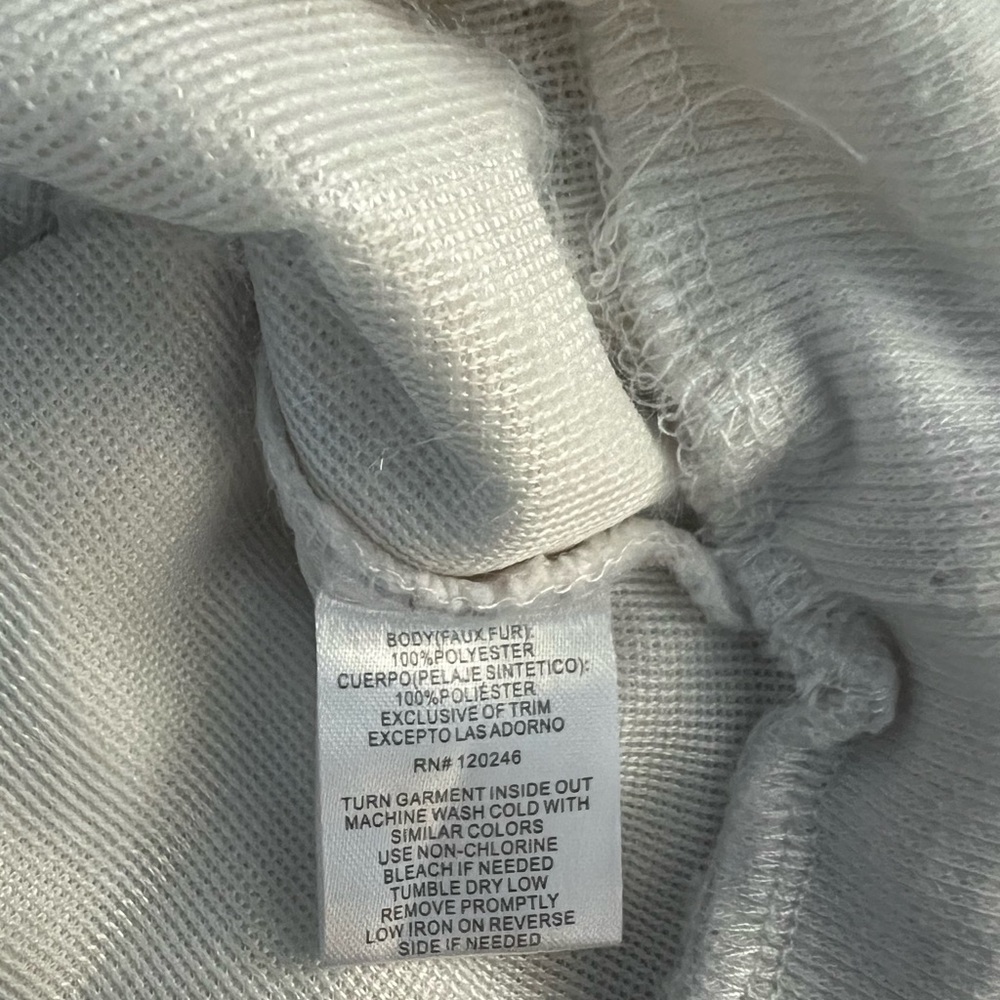 BODY(FAUX FUR):
100%POLYESTER
CUERPO(PELAJE SINTETICO):
100%POLIÉSTER
EXCLUSIVE OF TRIM
EXCEPTO LAS ADORNO
RN# 120246
TURN GARMENT INSIDE OUT
MACHINE WASH COLD WITH
SIMILAR COLORS
USE NON-CHLORINE
BLEACH IF NEEDED
TUMBLE DRY LOW
REMOVE PROMPTLY
LOW IRON ON REVERSE
SIDE IF NEEDED